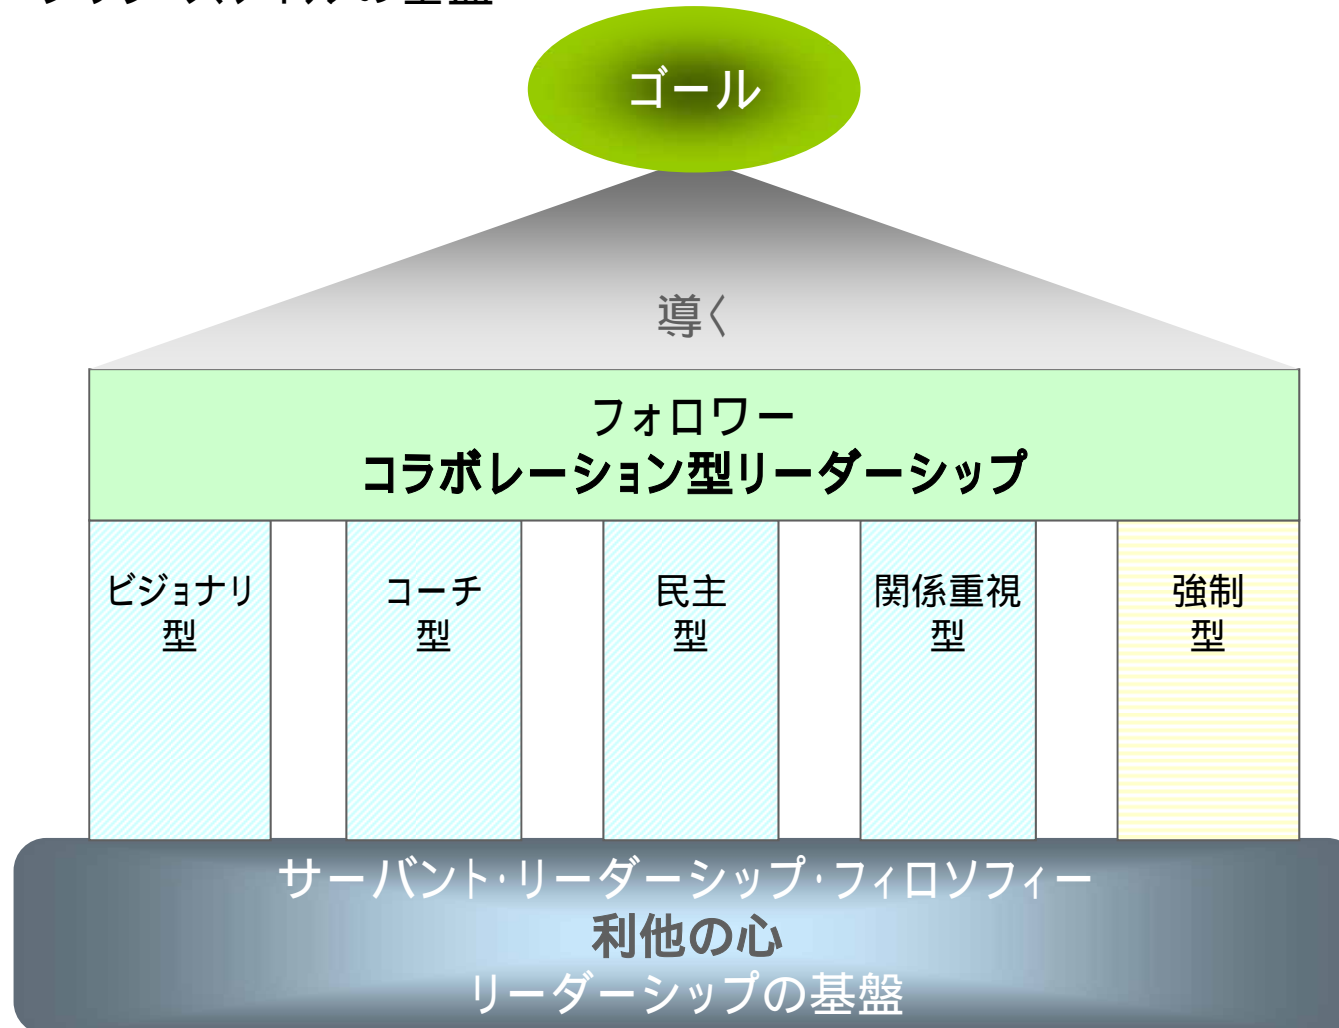 ゴール
導く
フォロワー
コラボレーション型リーダーシップ
ビジョナリ
型
コーチ
型
民主
型
関係重視
型
強制
型
サーバント・リーダーシップ・フィロソフィー
利他の心
リーダーシップの基盤